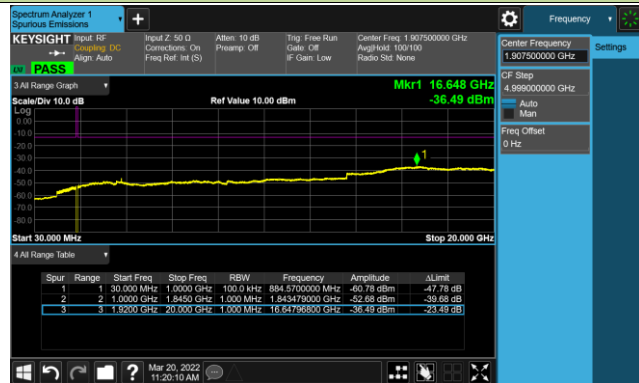 Spectrum Analyzer 1
Spurious Emissions
Frequency
KEYSIGHT
Input: RF
Coupling: DC
Align: Auto
Input Z: 50 Ω
Corrections: On
Freq Ref: Int (S)
Atten: 10 dB
Preamp: Off
Trig: Free Run
Gate: Off
IF Gain: Low
Center Freq: 1.907500000 GHz
Avg|Hold: 100/100
Radio Std: None
PASS
Center Frequency
1.907500000 GHz
Settings
CF Step
4.999000000 GHz
Auto
Man
Freq Offset
0 Hz
3 All Range Graph
Mkr1 16.648 GHz
-36.49 dBm
Scale/Div 10.0 dB
Ref Value 10.00 dBm
Log
0.00
-10.0
-20.0
-30.0
-40.0
-50.0
-60.0
-70.0
-80.0
1
Start 30.000 MHz
Stop 20.000 GHz
4 All Range Table
Spur Range Start Freq Stop Freq RBW Frequency Amplitude ΔLimit
1 1 30.000 MHz 1.0000 GHz 100.0 kHz 884.5700000 MHz -60.78 dBm -47.78 dB
2 2 1.0000 GHz 1.8450 GHz 1.000 MHz 1.843479000 GHz -52.68 dBm -39.68 dB
3 3 1.9200 GHz 20.000 GHz 1.000 MHz 16.64796800 GHz -36.49 dBm -23.49 dB
Mar 20, 2022
11:20:10 AM